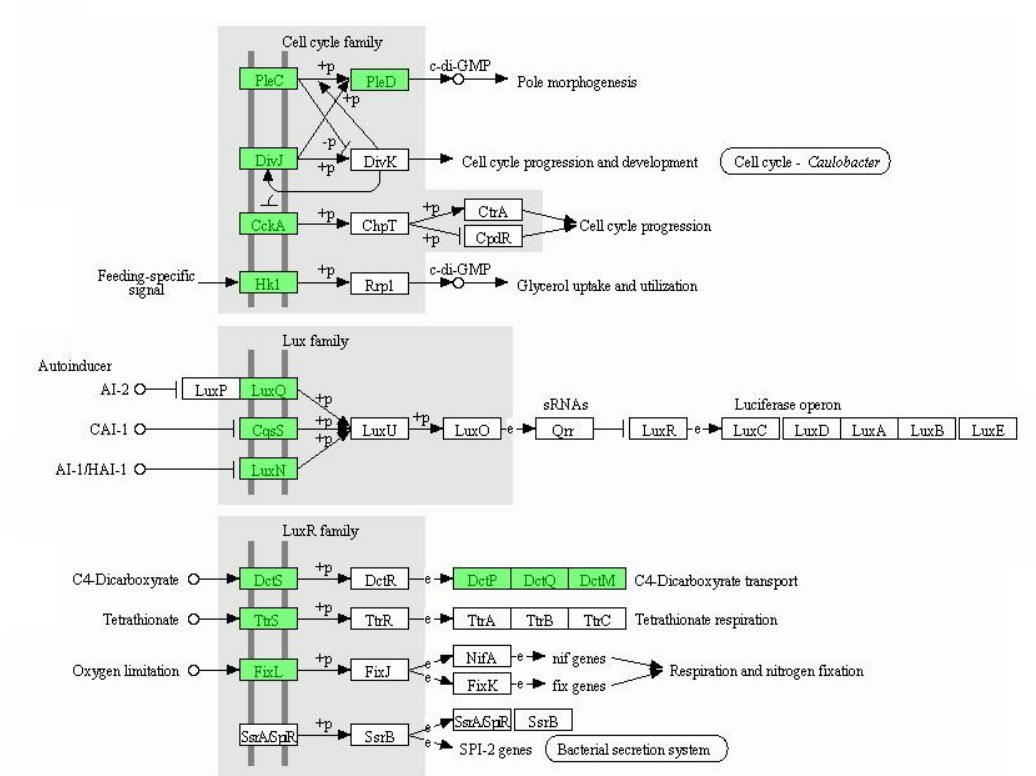 Cell cycle family
PleC +p PleD c-di-GMP Pole morphogenesis
+p
-p
DivJ +p DivK Cell cycle progression and development Cell cycle - Caulobacter
CckA +p ChpT +p CtrA
+p CpdR Cell cycle progression
Feeding-specific signal Hk1 +p Rrp1 c-di-GMP Glycerol uptake and utilization
Lux family
Autoinducer
AI-2 LuxP LuxQ +p
sRNAs Luciferase operon
CAI-1 CqsS +p LuxU +p LuxO e Qrr LuxR e LuxC LuxD LuxA LuxB LuxE
+p
AI-1/HAI-1 LuxN
LuxR family
C4-Dicarboxyrate DctS +p DctR e DctP DctQ DctM C4-Dicarboxyrate transport
Tetrathionate TtrS +p TtrR e TtrA TtrB TtrC Tetrathionate respiration
Oxygen limitation FixL +p FixJ e NifA e nif genes
e FixK e fix genes Respiration and nitrogen fixation
SsrA/SpiR +p SsrB e SsrA/SpiR SsrB
e SPI-2 genes Bacterial secretion system